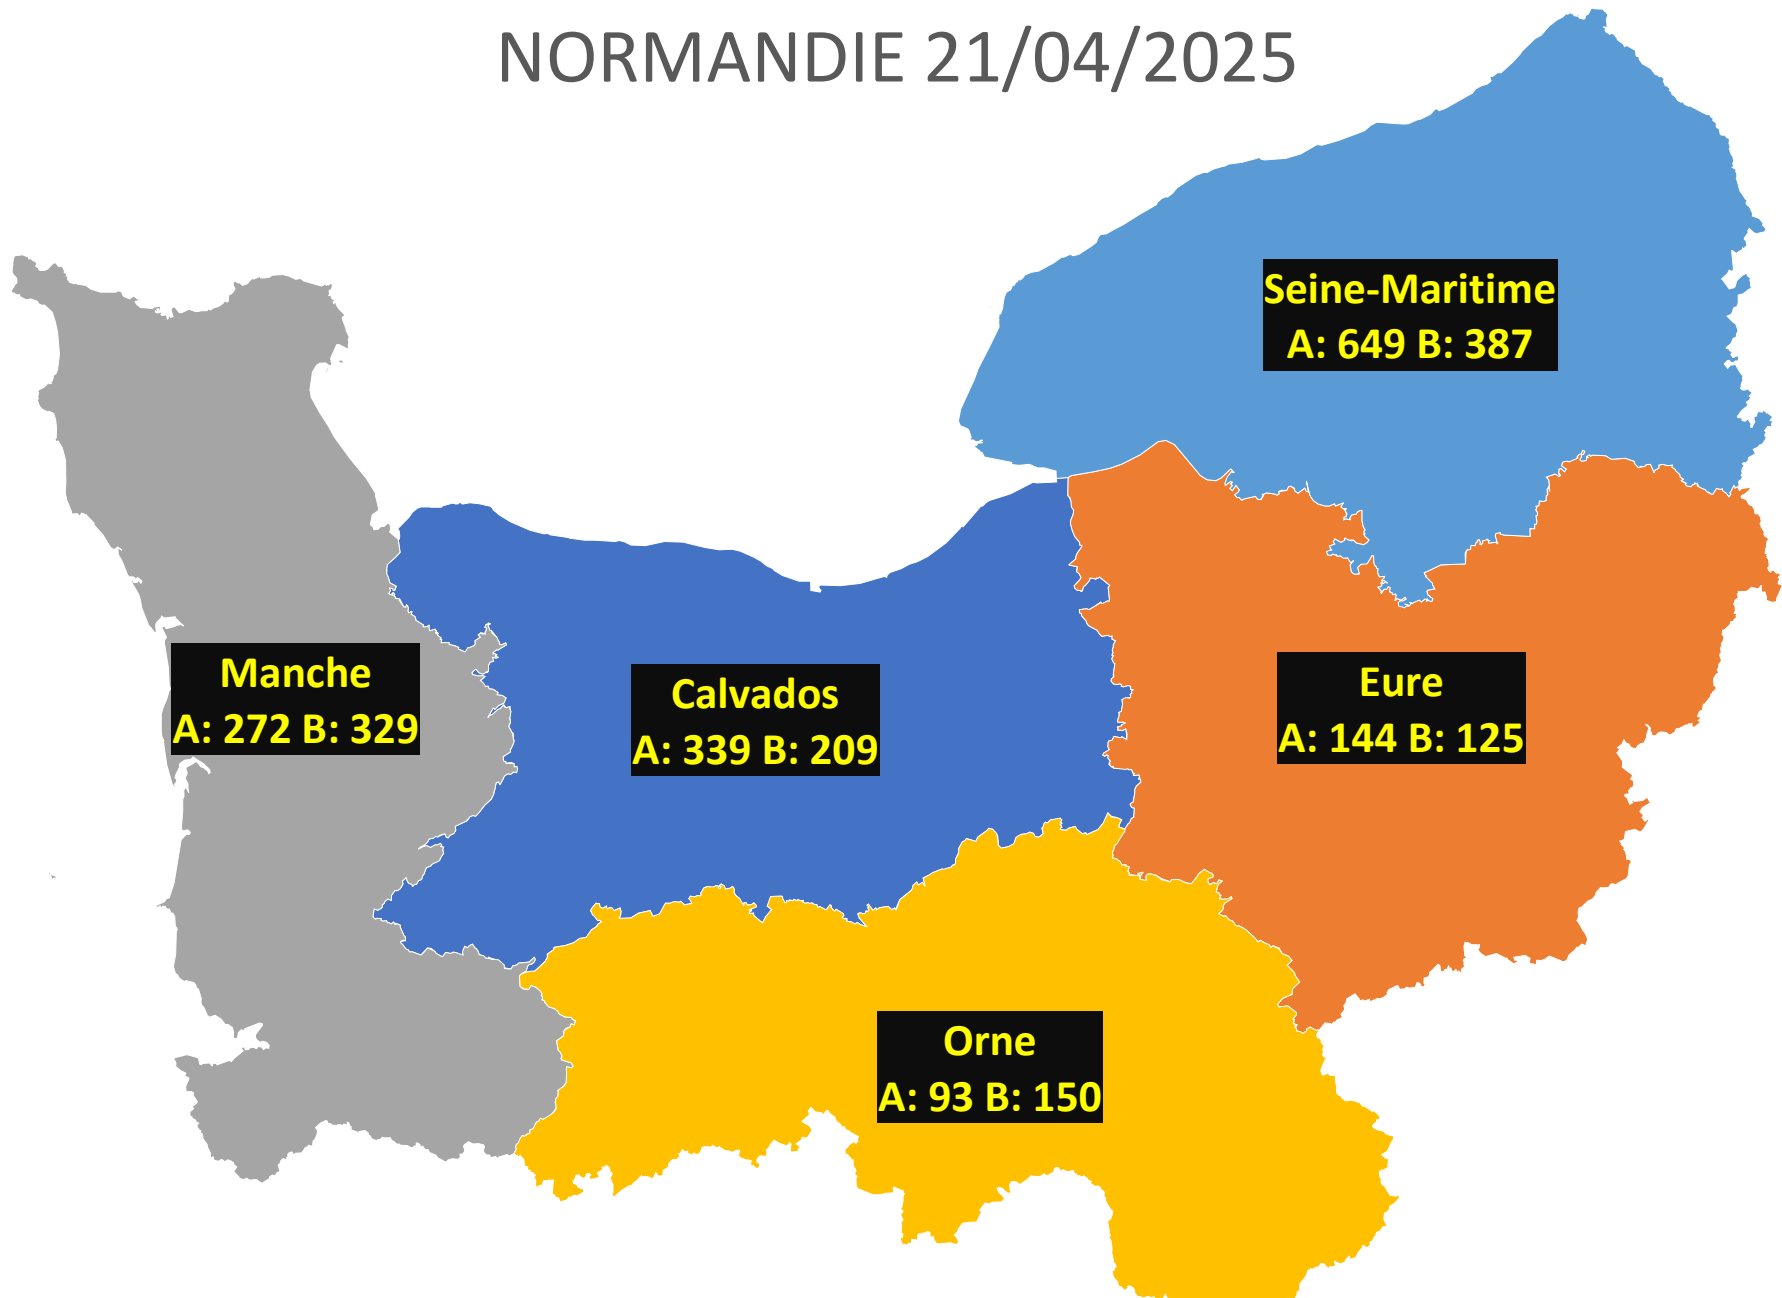 NORMANDIE 21/04/2025
Seine-Maritime
A: 649 B: 387
Manche
A: 272 B: 329
Calvados
A: 339 B: 209
Eure
A: 144 B: 125
Orne
A: 93 B: 150